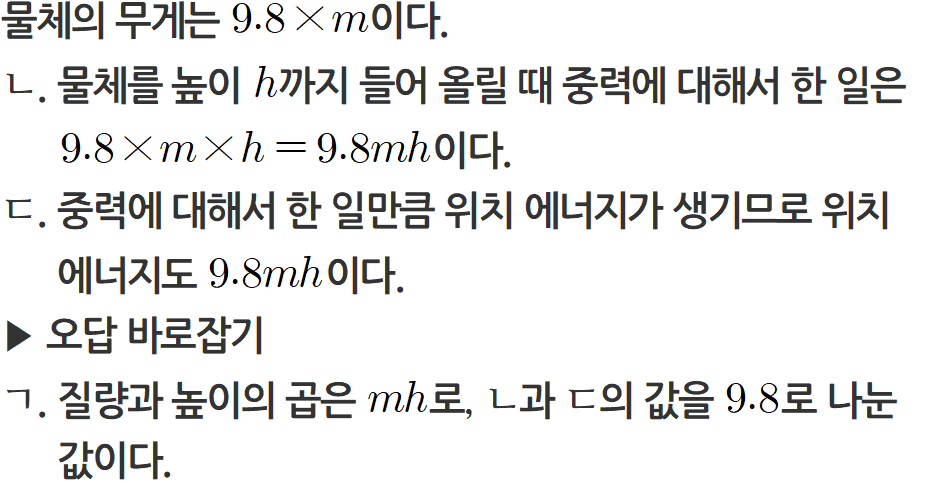 물체의 무게는 9.8×m이다.
ㄴ. 물체를 높이 h까지 들어 올릴 때 중력에 대해서 한 일은
9.8×m×h=9.8mh이다.
ㄷ. 중력에 대해서 한 일만큼 위치 에너지가 생기므로 위치
에너지도 9.8mh이다.
▶ 오답 바로잡기
ㄱ. 질량과 높이의 곱은 mh로, ㄴ과 ㄷ의 값을 9.8로 나눈
값이다.